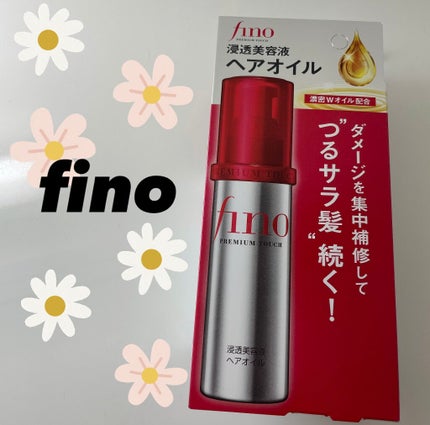 fino
PREMIUM TOUCH
浸透美容液
ヘアオイル
濃密Wオイル配合
ダメージを集中補修して
"つるサラ髪"続く!
fino
PREMIUM TOUC
fino
PREMIUM TOUCH
浸透美容液
ヘアオイル